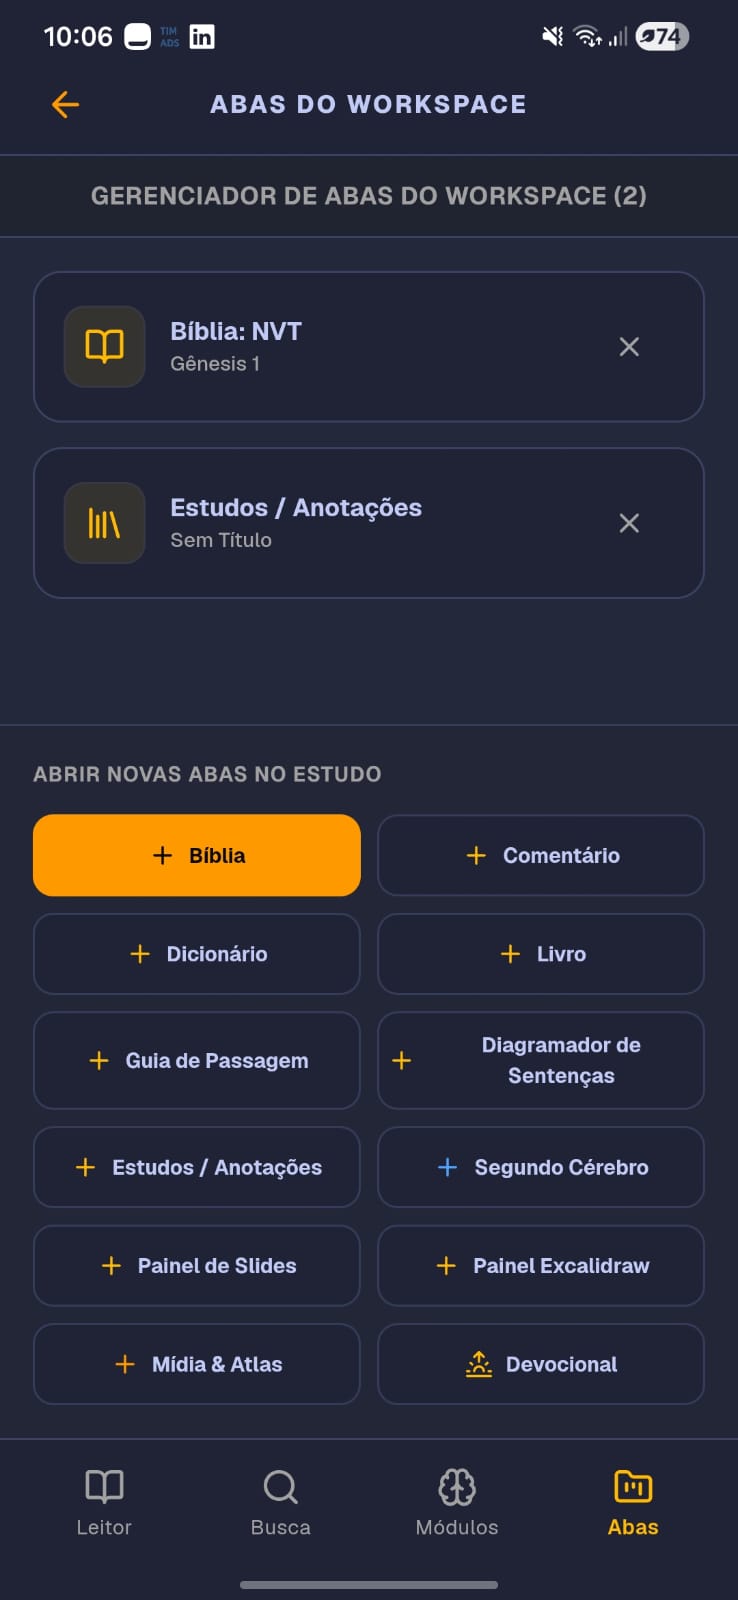 10:06
TIM
ADS
in
74
ABAS DO WORKSPACE
GERENCIADOR DE ABAS DO WORKSPACE (2)
Bíblia: NVT
Gênesis 1
Estudos / Anotações
Sem Título
ABRIR NOVAS ABAS NO ESTUDO
Bíblia
Comentário
Dicionário
Livro
Guia de Passagem
Diagramador de
Sentenças
Estudos / Anotações
Segundo Cérebro
Painel de Slides
Painel Excalidraw
Mídia & Atlas
Devocional
Leitor
Busca
Módulos
Abas